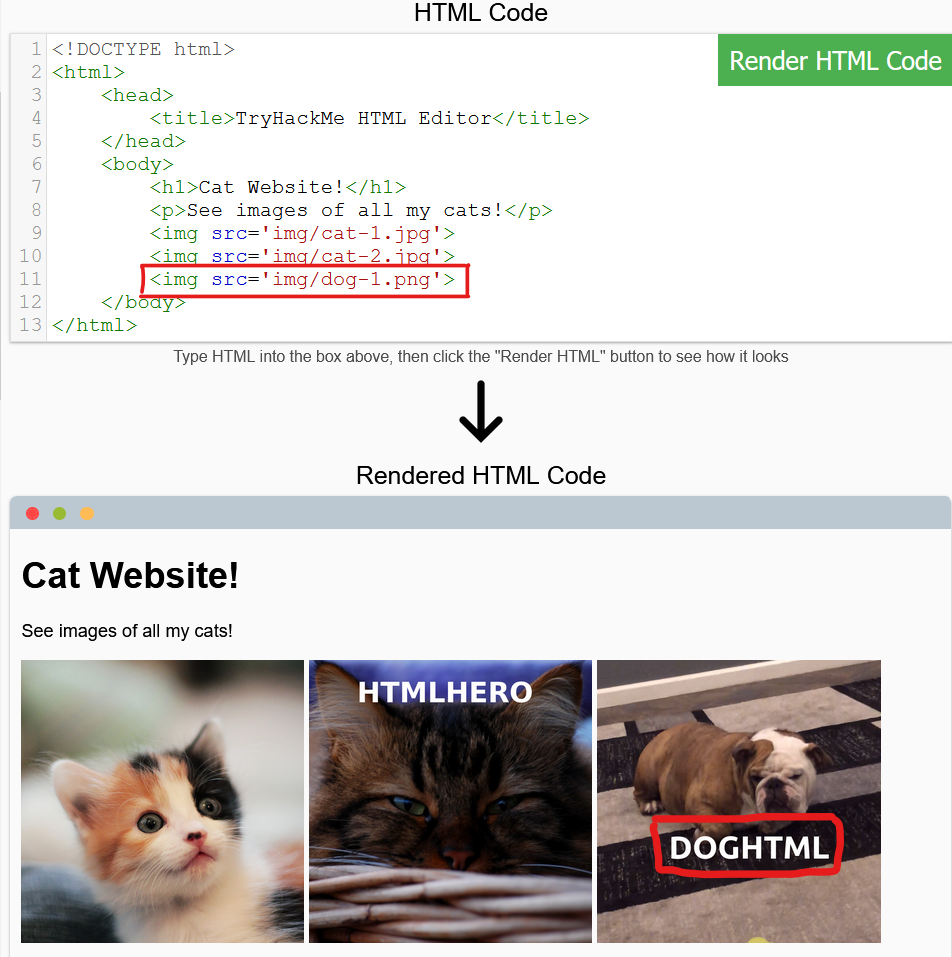 HTML Code
Render HTML Code
1 <!DOCTYPE html>
2 <html>
3     <head>
4         <title>TryHackMe HTML Editor</title>
5     </head>
6     <body>
7         <h1>Cat Website!</h1>
8         <p>See images of all my cats!</p>
9         <img src='img/cat-1.jpg'>
10         <img src='img/cat-2.jpg'>
11         <img src='img/dog-1.png'>
12     </body>
13 </html>
Type HTML into the box above, then click the "Render HTML" button to see how it looks
Rendered HTML Code
Cat Website!
See images of all my cats!
HTMLHERO
DOGHTML